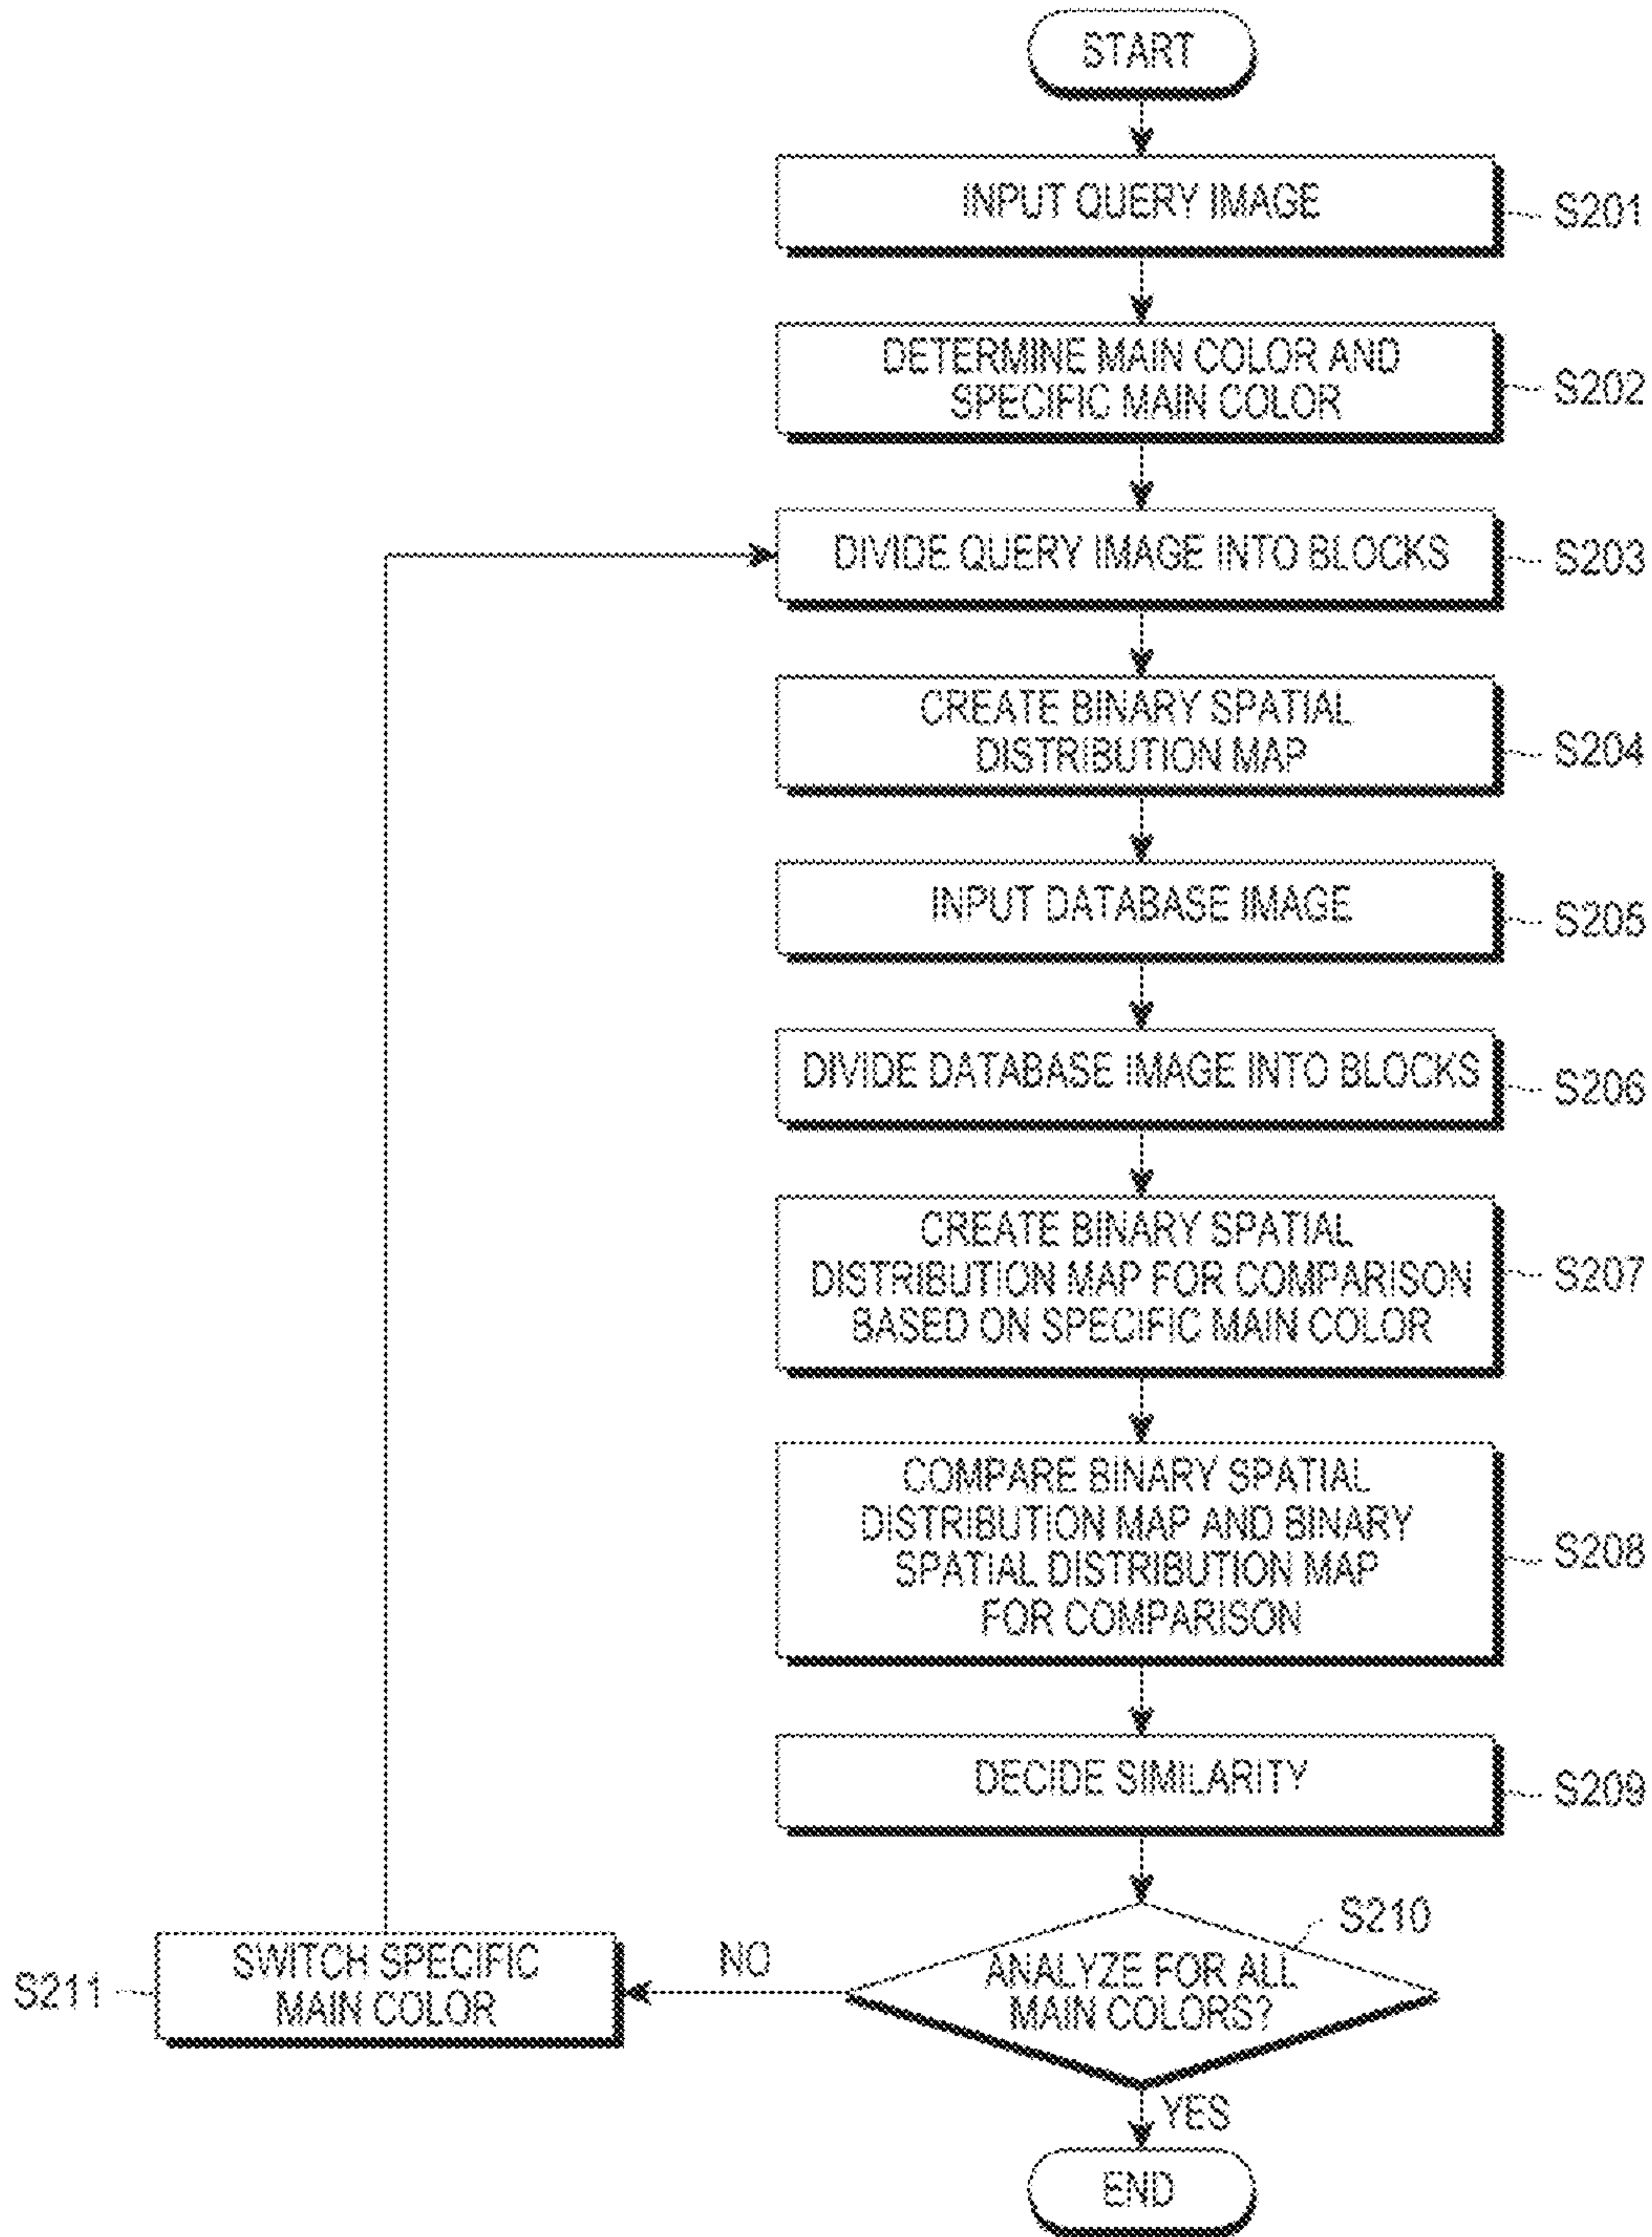 START
INPUT QUERY IMAGE
S201
DETERMINE MAIN COLOR AND
SPECIFIC MAIN COLOR
S202
DIVIDE QUERY IMAGE INTO BLOCKS
S203
CREATE BINARY SPATIAL
DISTRIBUTION MAP
S204
INPUT DATABASE IMAGE
S205
DIVIDE DATABASE IMAGE INTO BLOCKS
S206
CREATE BINARY SPATIAL
DISTRIBUTION MAP FOR COMPARISON
BASED ON SPECIFIC MAIN COLOR
S207
COMPARE BINARY SPATIAL
DISTRIBUTION MAP AND BINARY
SPATIAL DISTRIBUTION MAP
FOR COMPARISON
S208
DECIDE SIMILARITY
S209
S210
ANALYZE FOR ALL
MAIN COLORS?
NO
SWITCH SPECIFIC
MAIN COLOR
S211
YES
END